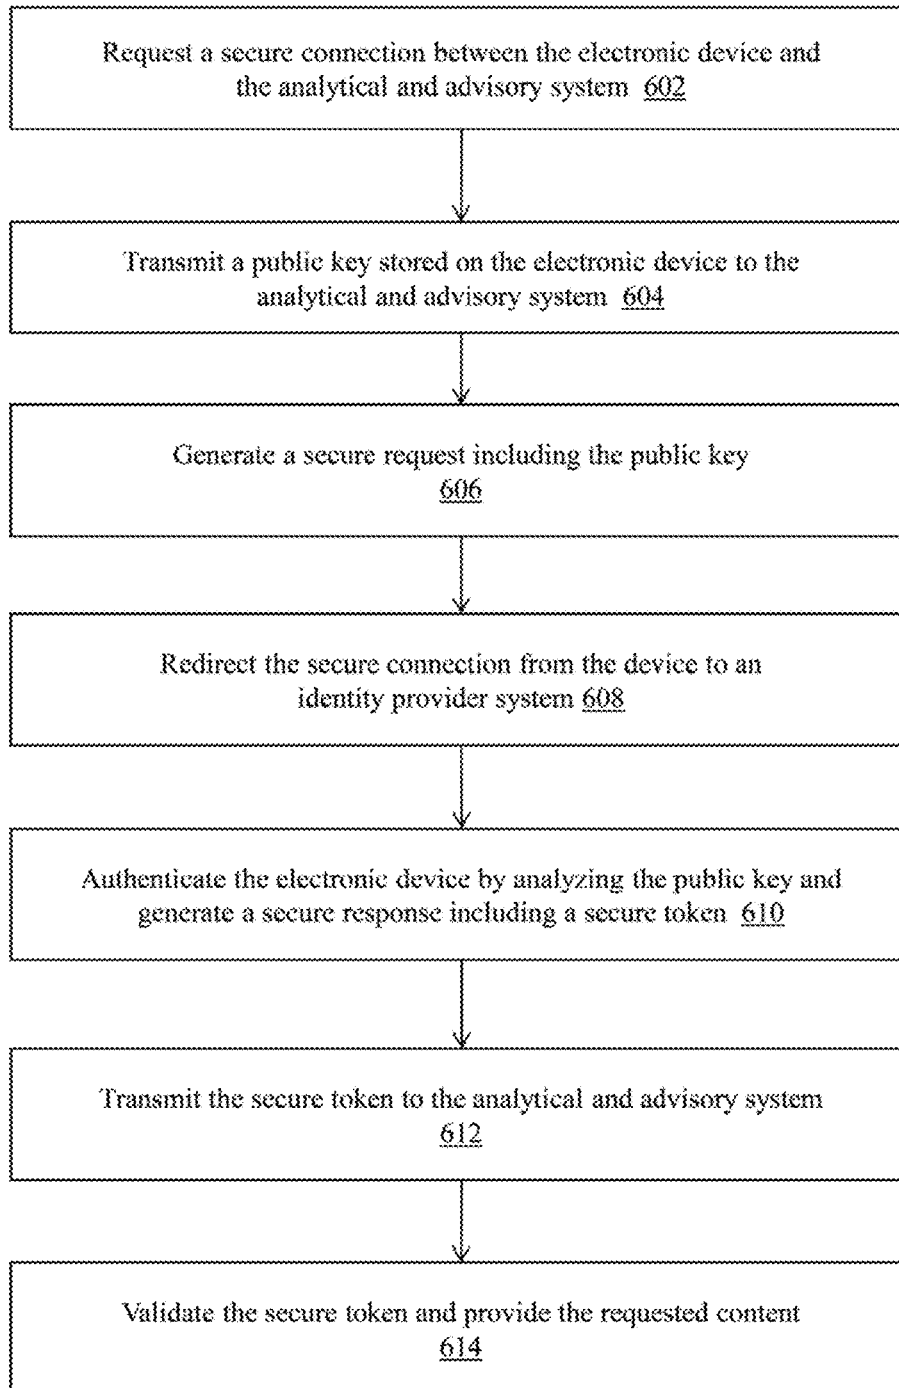 Request a secure connection between the electronic device and
the analytical and advisory system 602
Transmit a public key stored on the electronic device to the
analytical and advisory system 604
Generate a secure request including the public key
606
Redirect the secure connection from the device to an
identity provider system 608
Authenticate the electronic device by analyzing the public key and
generate a secure response including a secure token 610
Transmit the secure token to the analytical and advisory system
612
Validate the secure token and provide the requested content
614